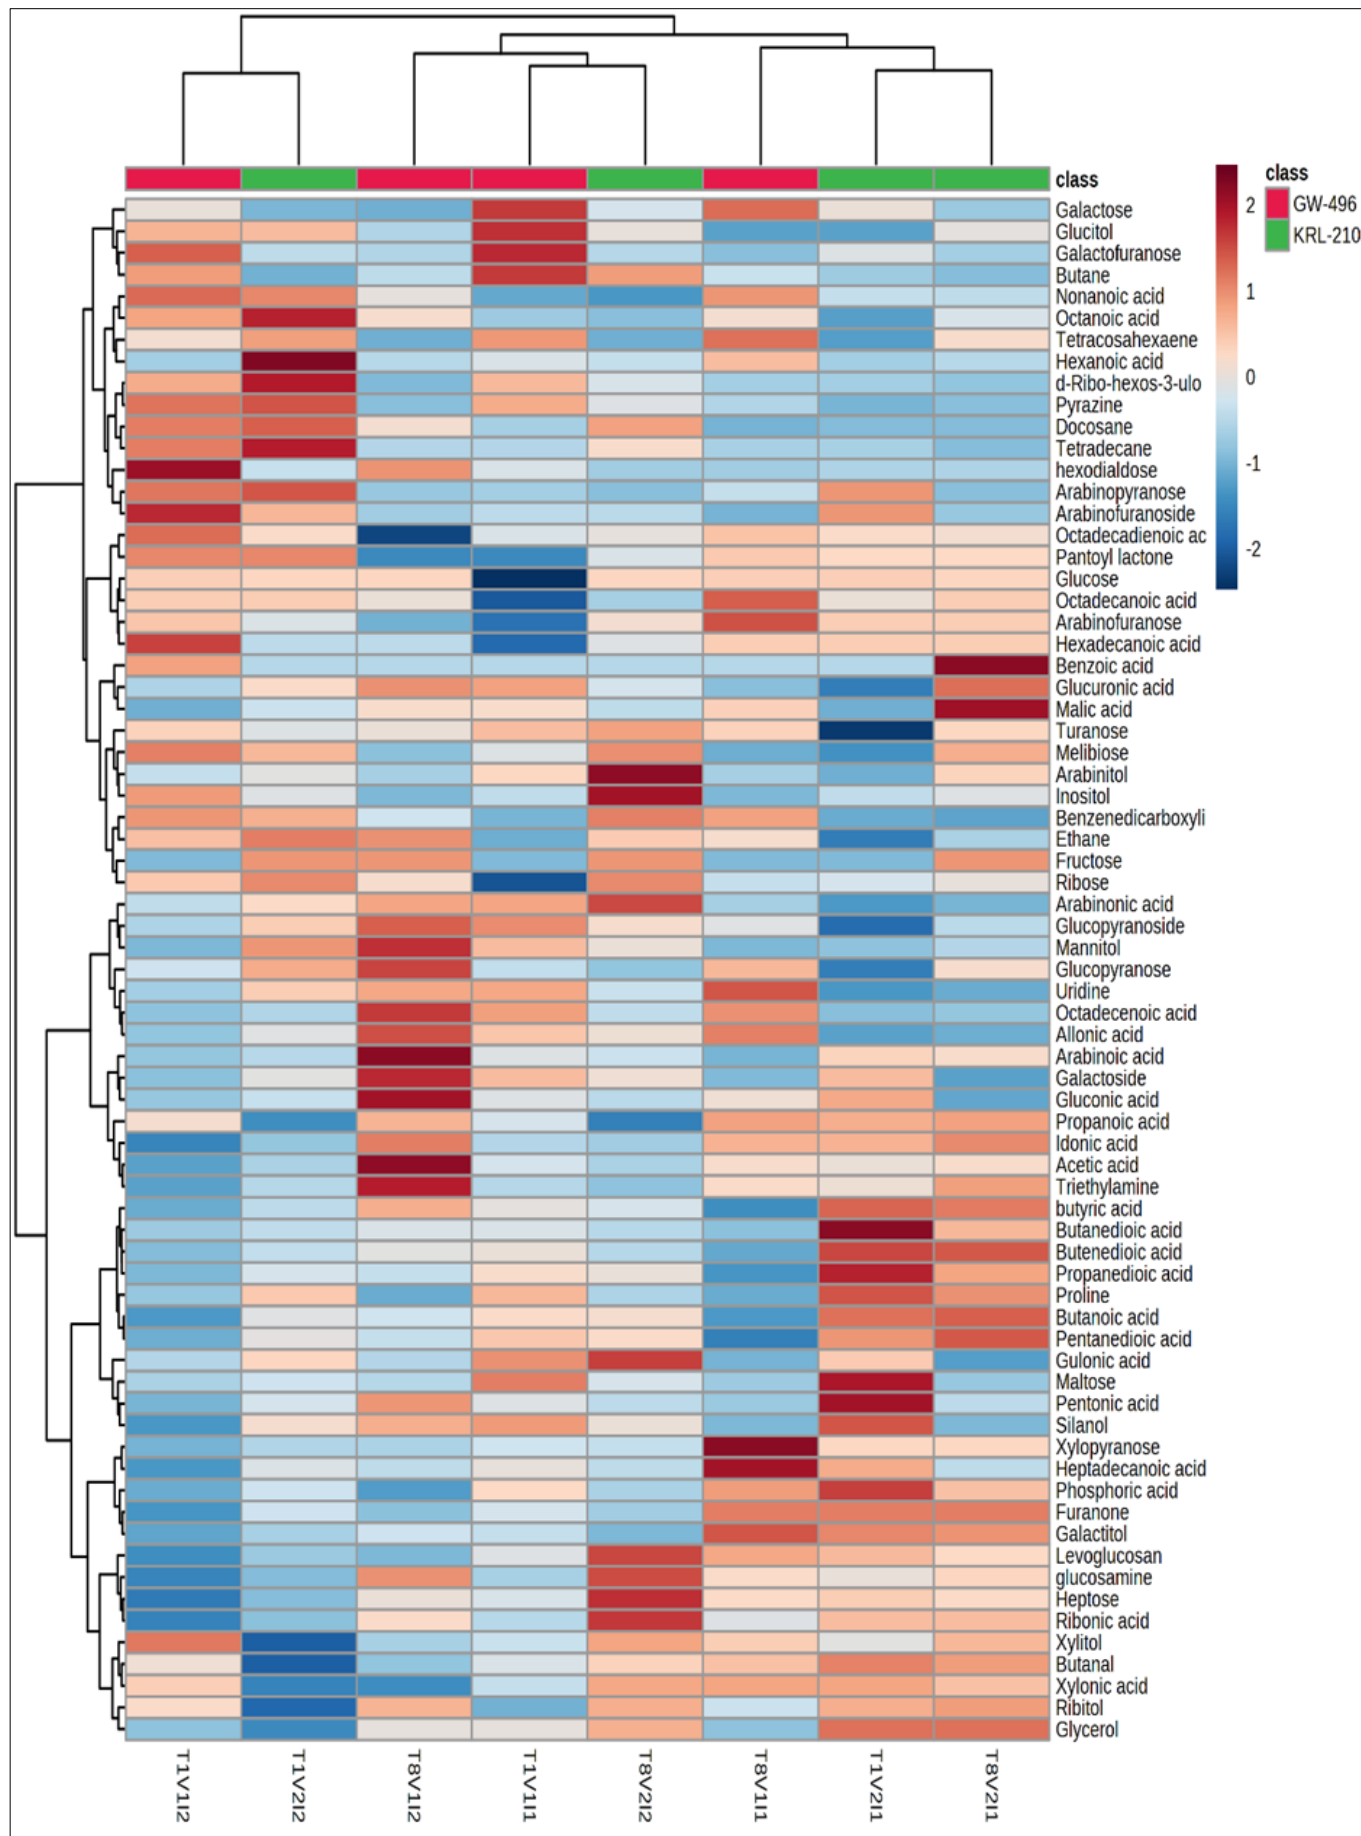 class
class
GW-496
KRL-210
2
1
0
-1
-2
Galactose
Glucitol
Galactofuranose
Butane
Nonanoic acid
Octanoic acid
Tetracosahexaene
Hexanoic acid
d-Ribo-hexos-3-ulo
Pyrazine
Docosane
Tetradecane
hexodialdose
Arabinopyranose
Arabinofuranoside
Octadecadienoic ac
Pantoyl lactone
Glucose
Octadecanoic acid
Arabinofuranose
Hexadecanoic acid
Benzoic acid
Glucuronic acid
Malic acid
Turanose
Melibiose
Arabinitol
Inositol
Benzenedicarboxyli
Ethane
Fructose
Ribose
Arabinonic acid
Glucopyranoside
Mannitol
Glucopyranose
Uridine
Octadecenoic acid
Allonic acid
Arabinoic acid
Galactoside
Gluconic acid
Propanoic acid
Idonic acid
Acetic acid
Triethylamine
butyric acid
Butanedioic acid
Butenedioic acid
Propanedioic acid
Proline
Butanoic acid
Pentanedioic acid
Gulonic acid
Maltose
Pentonic acid
Silanol
Xylopyranose
Heptadecanoic acid
Phosphoric acid
Furanone
Galactitol
Levoglucosan
glucosamine
Heptose
Ribonic acid
Xylitol
Butanal
Xylonic acid
Ribitol
Glycerol
T1V1I2
T1V2I2
T8V1I2
T1V1I1
T8V2I2
T8V1I1
T1V2I1
T8V2I1